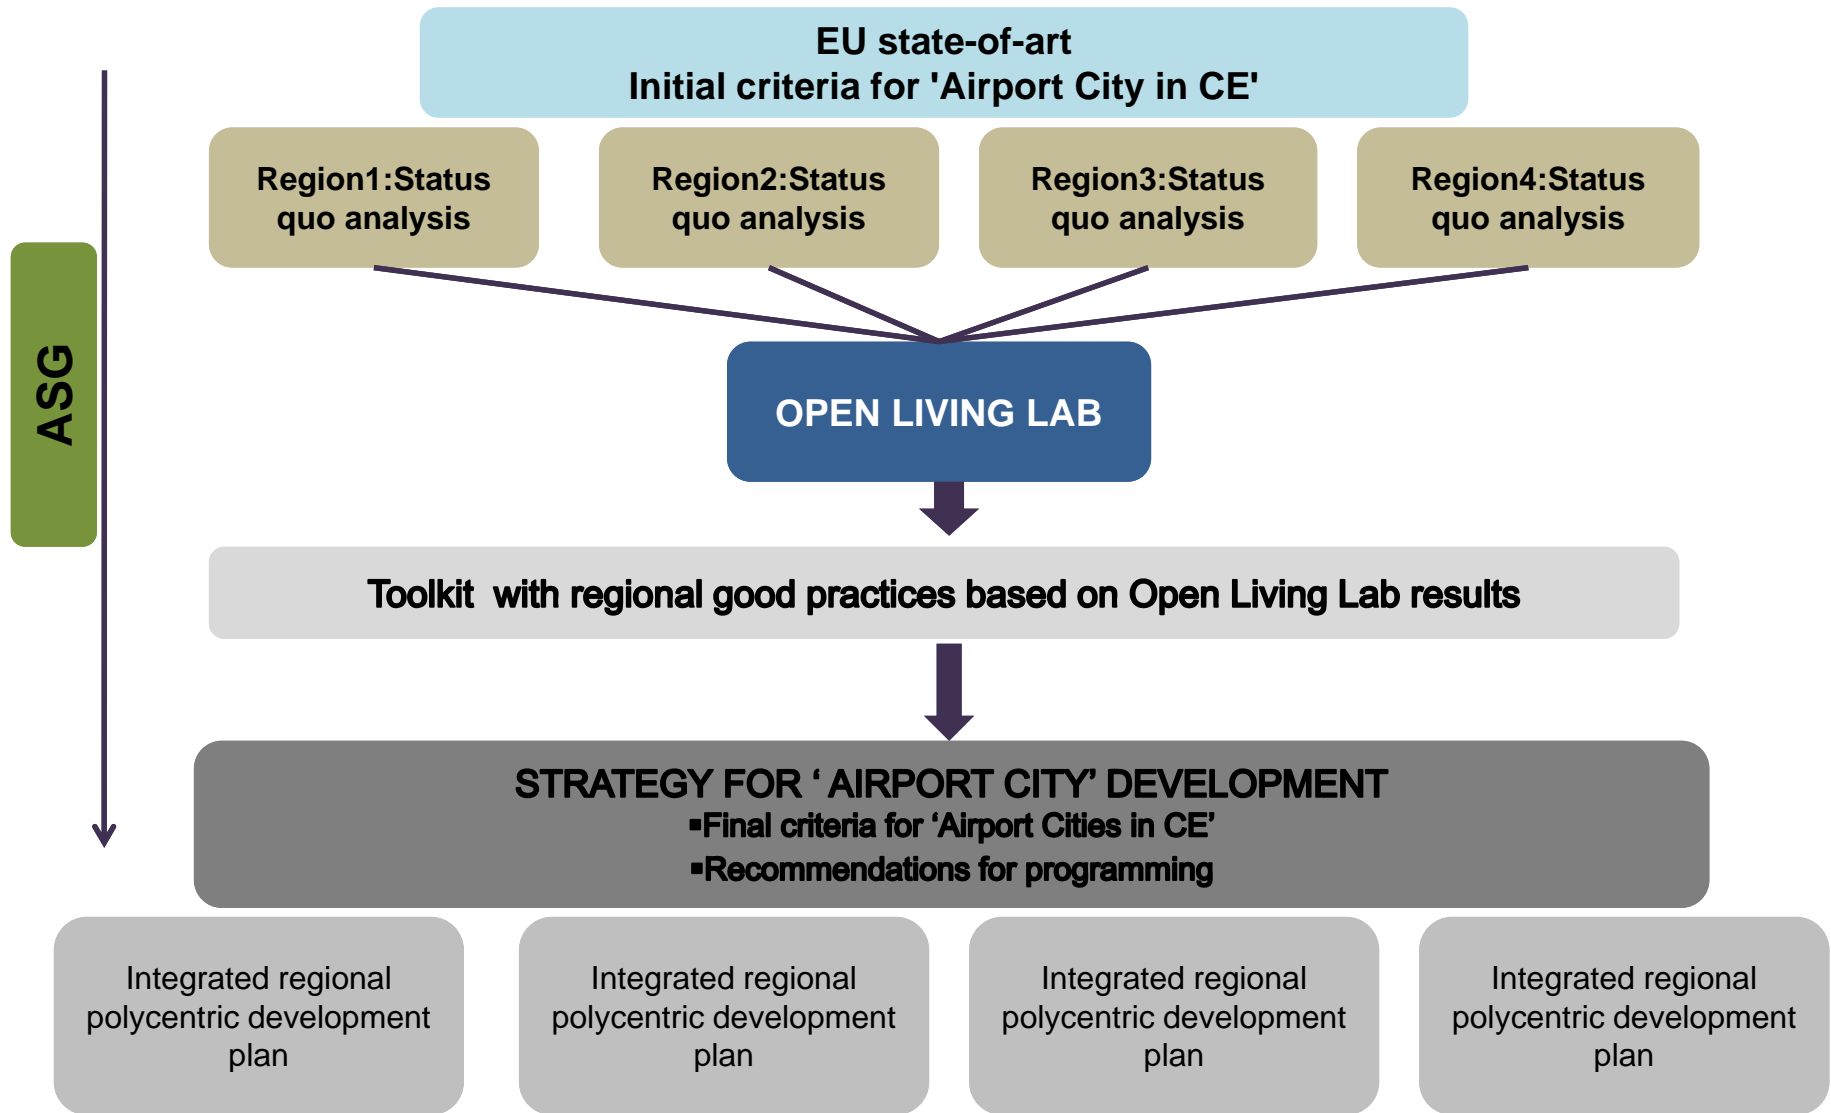 EU state-of-art
Initial criteria for 'Airport City in CE'
Region1:Status
quo analysis
Region2:Status
quo analysis
Region3:Status
quo analysis
Region4:Status
quo analysis
ASG
OPEN LIVING LAB
Toolkit  with regional good practices based on Open Living Lab results
STRATEGY FOR ‘ AIRPORT CITY’ DEVELOPMENT
▪Final criteria for ‘Airport Cities in CE’
▪Recommendations for programming
Integrated regional
polycentric development
plan
Integrated regional
polycentric development
plan
Integrated regional
polycentric development
plan
Integrated regional
polycentric development
plan